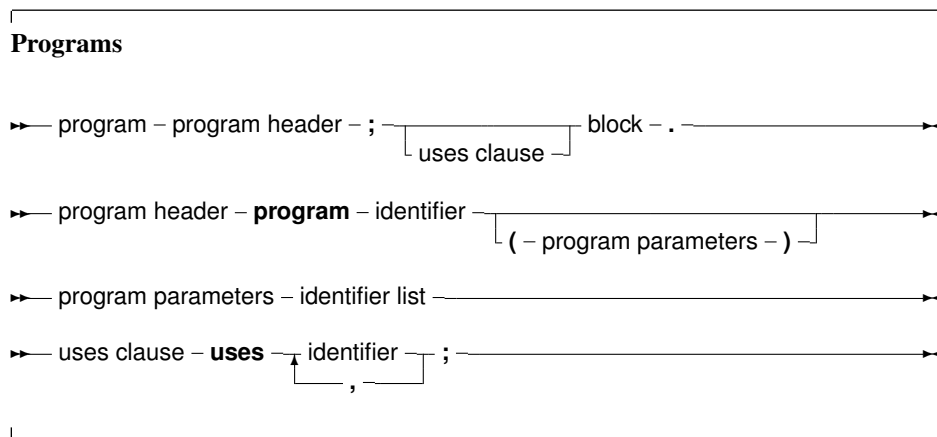 Programs
program – program header – ; – block – .
uses clause
program header – program – identifier
( – program parameters – )
program parameters – identifier list
uses clause – uses – identifier – ;
,